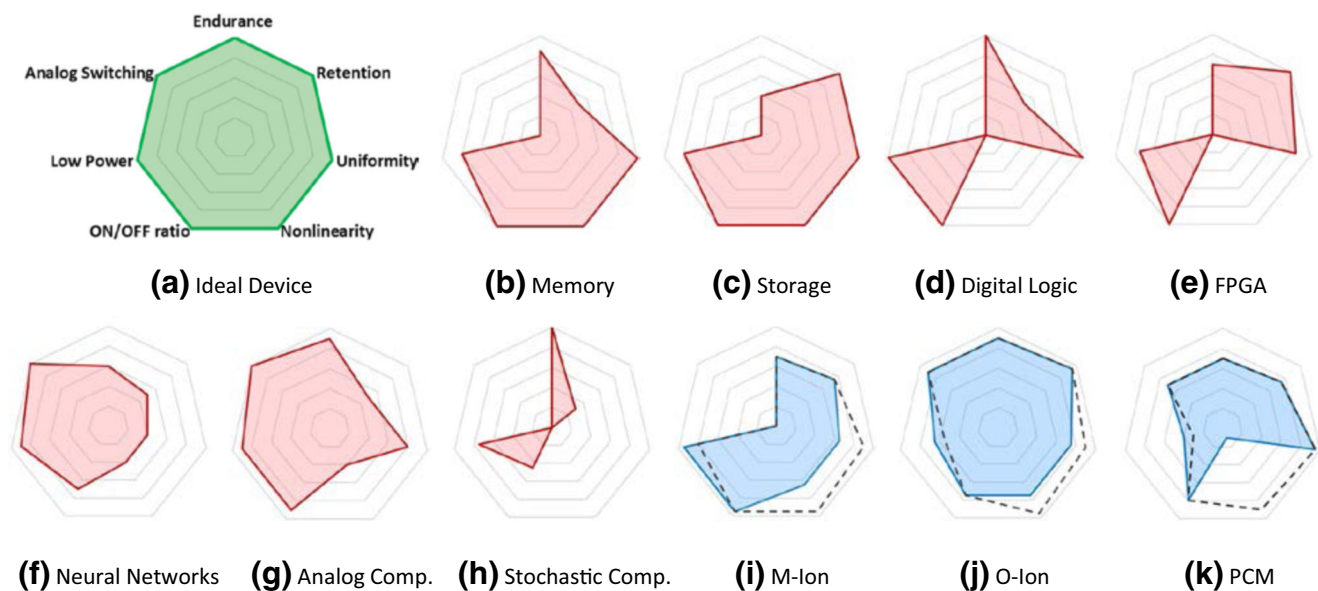 Endurance
Analog Switching
Retention
Low Power
Uniformity
ON/OFF ratio
Nonlinearity
(a) Ideal Device
(b) Memory
(c) Storage
(d) Digital Logic
(e) FPGA
(f) Neural Networks
(g) Analog Comp.
(h) Stochastic Comp.
(i) M-Ion
(j) O-Ion
(k) PCM